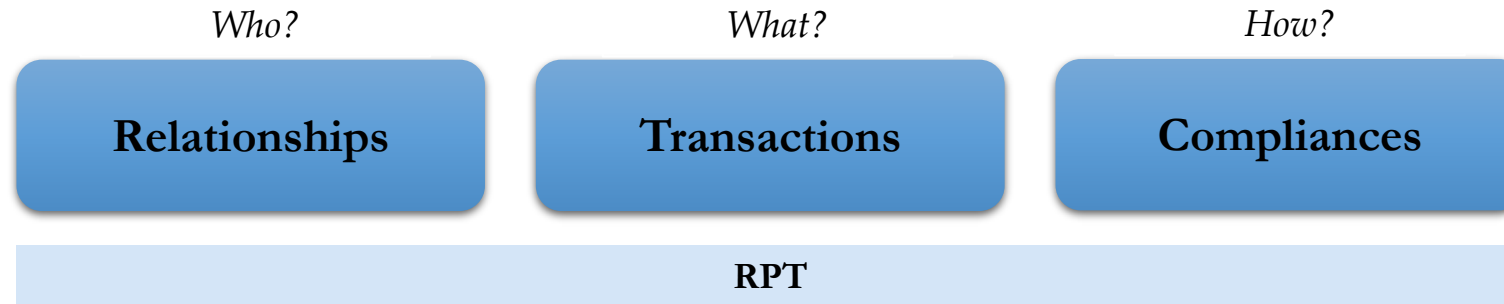 Who?
What?
How?
Relationships
Transactions
Compliances
RPT